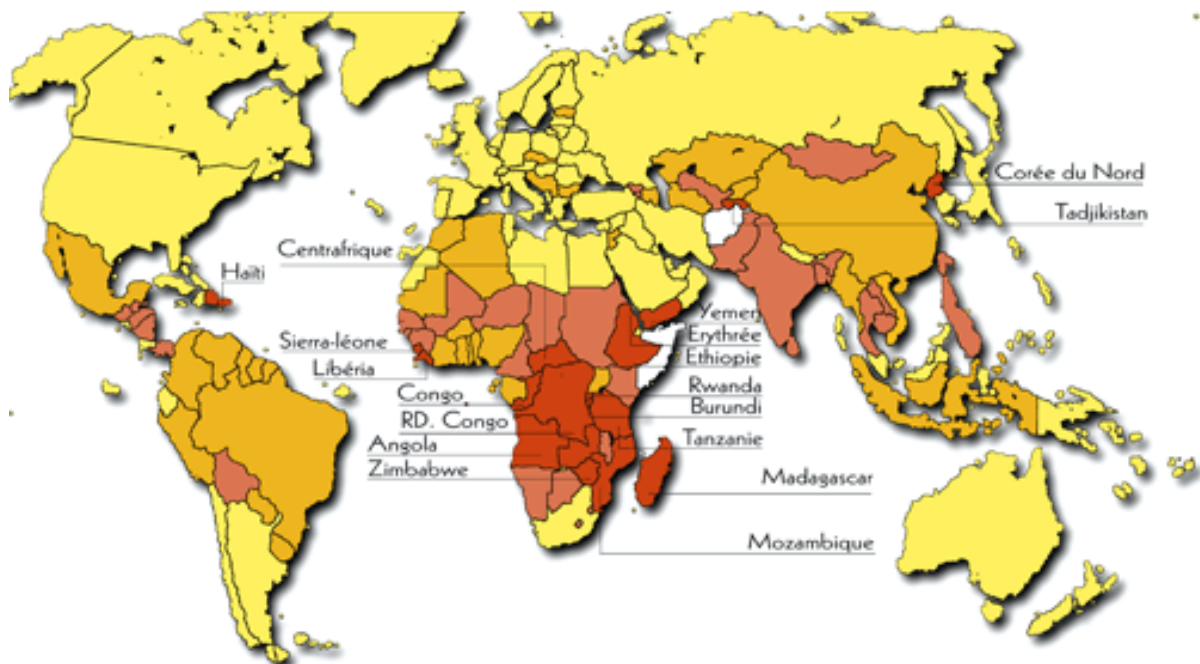 Corée du Nord
Tadjikistan
Centrafrique
Haïti
Yemen
Erythrée
Sierra-léone
Ethiopie
Libéria
Rwanda
Congo
Burundi
RD. Congo
Tanzanie
Angola
Zimbabwe
Madagascar
Mozambique